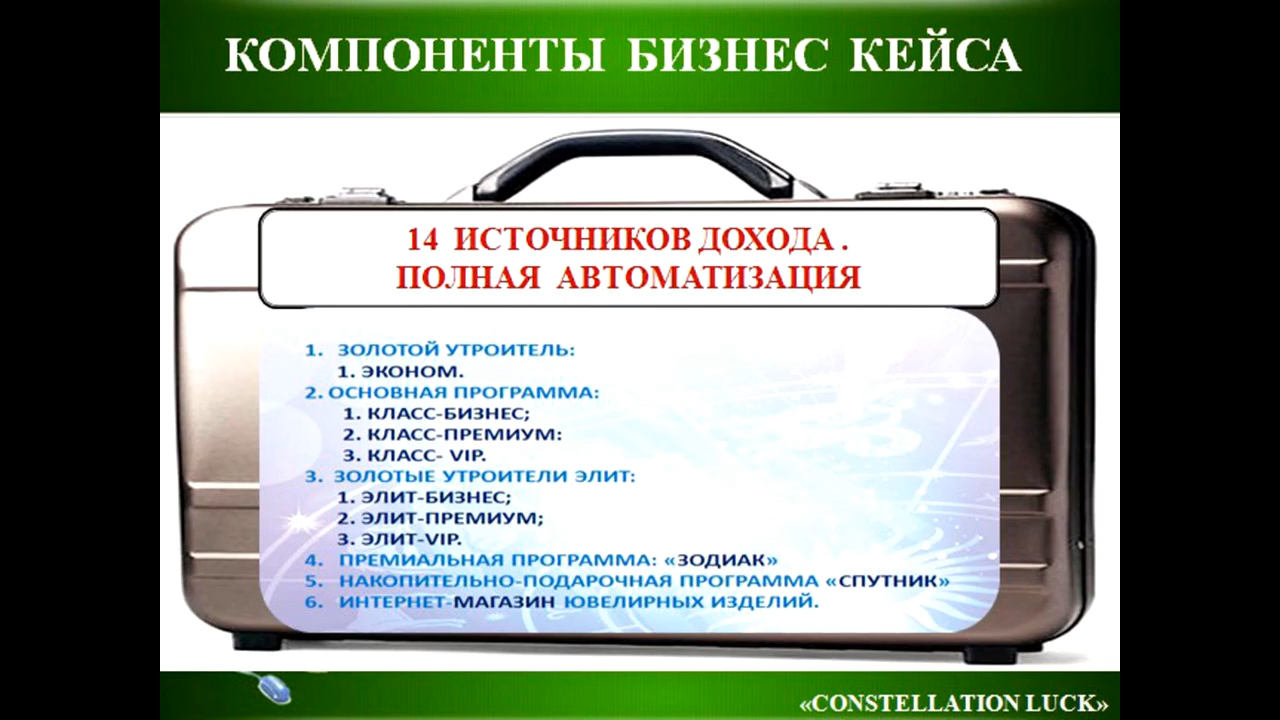 КОМПОНЕНТЫ БИЗНЕС КЕЙСА
14 ИСТОЧНИКОВ ДОХОДА .
ПОЛНАЯ АВТОМАТИЗАЦИЯ
1. ЗОЛОТОЙ УТРОИТЕЛЬ:
1. ЭКОНОМ.
2. ОСНОВНАЯ ПРОГРАММА:
1. КЛАСС-БИЗНЕС;
2. КЛАСС-ПРЕМИУМ:
3. КЛАСС- VIP.
3. ЗОЛОТЫЕ УТРОИТЕЛИ ЭЛИТ:
1. ЭЛИТ-БИЗНЕС;
2. ЭЛИТ-ПРЕМИУМ;
3. ЭЛИТ-VIP.
4. ПРЕМИАЛЬНАЯ ПРОГРАММА: «ЗОДИАК»
5. НАКОПИТЕЛЬНО-ПОДАРОЧНАЯ ПРОГРАММА «СПУТНИК»
6. ИНТЕРНЕТ-МАГАЗИН ЮВЕЛИРНЫХ ИЗДЕЛИЙ.
«CONSTELLATION LUCK»